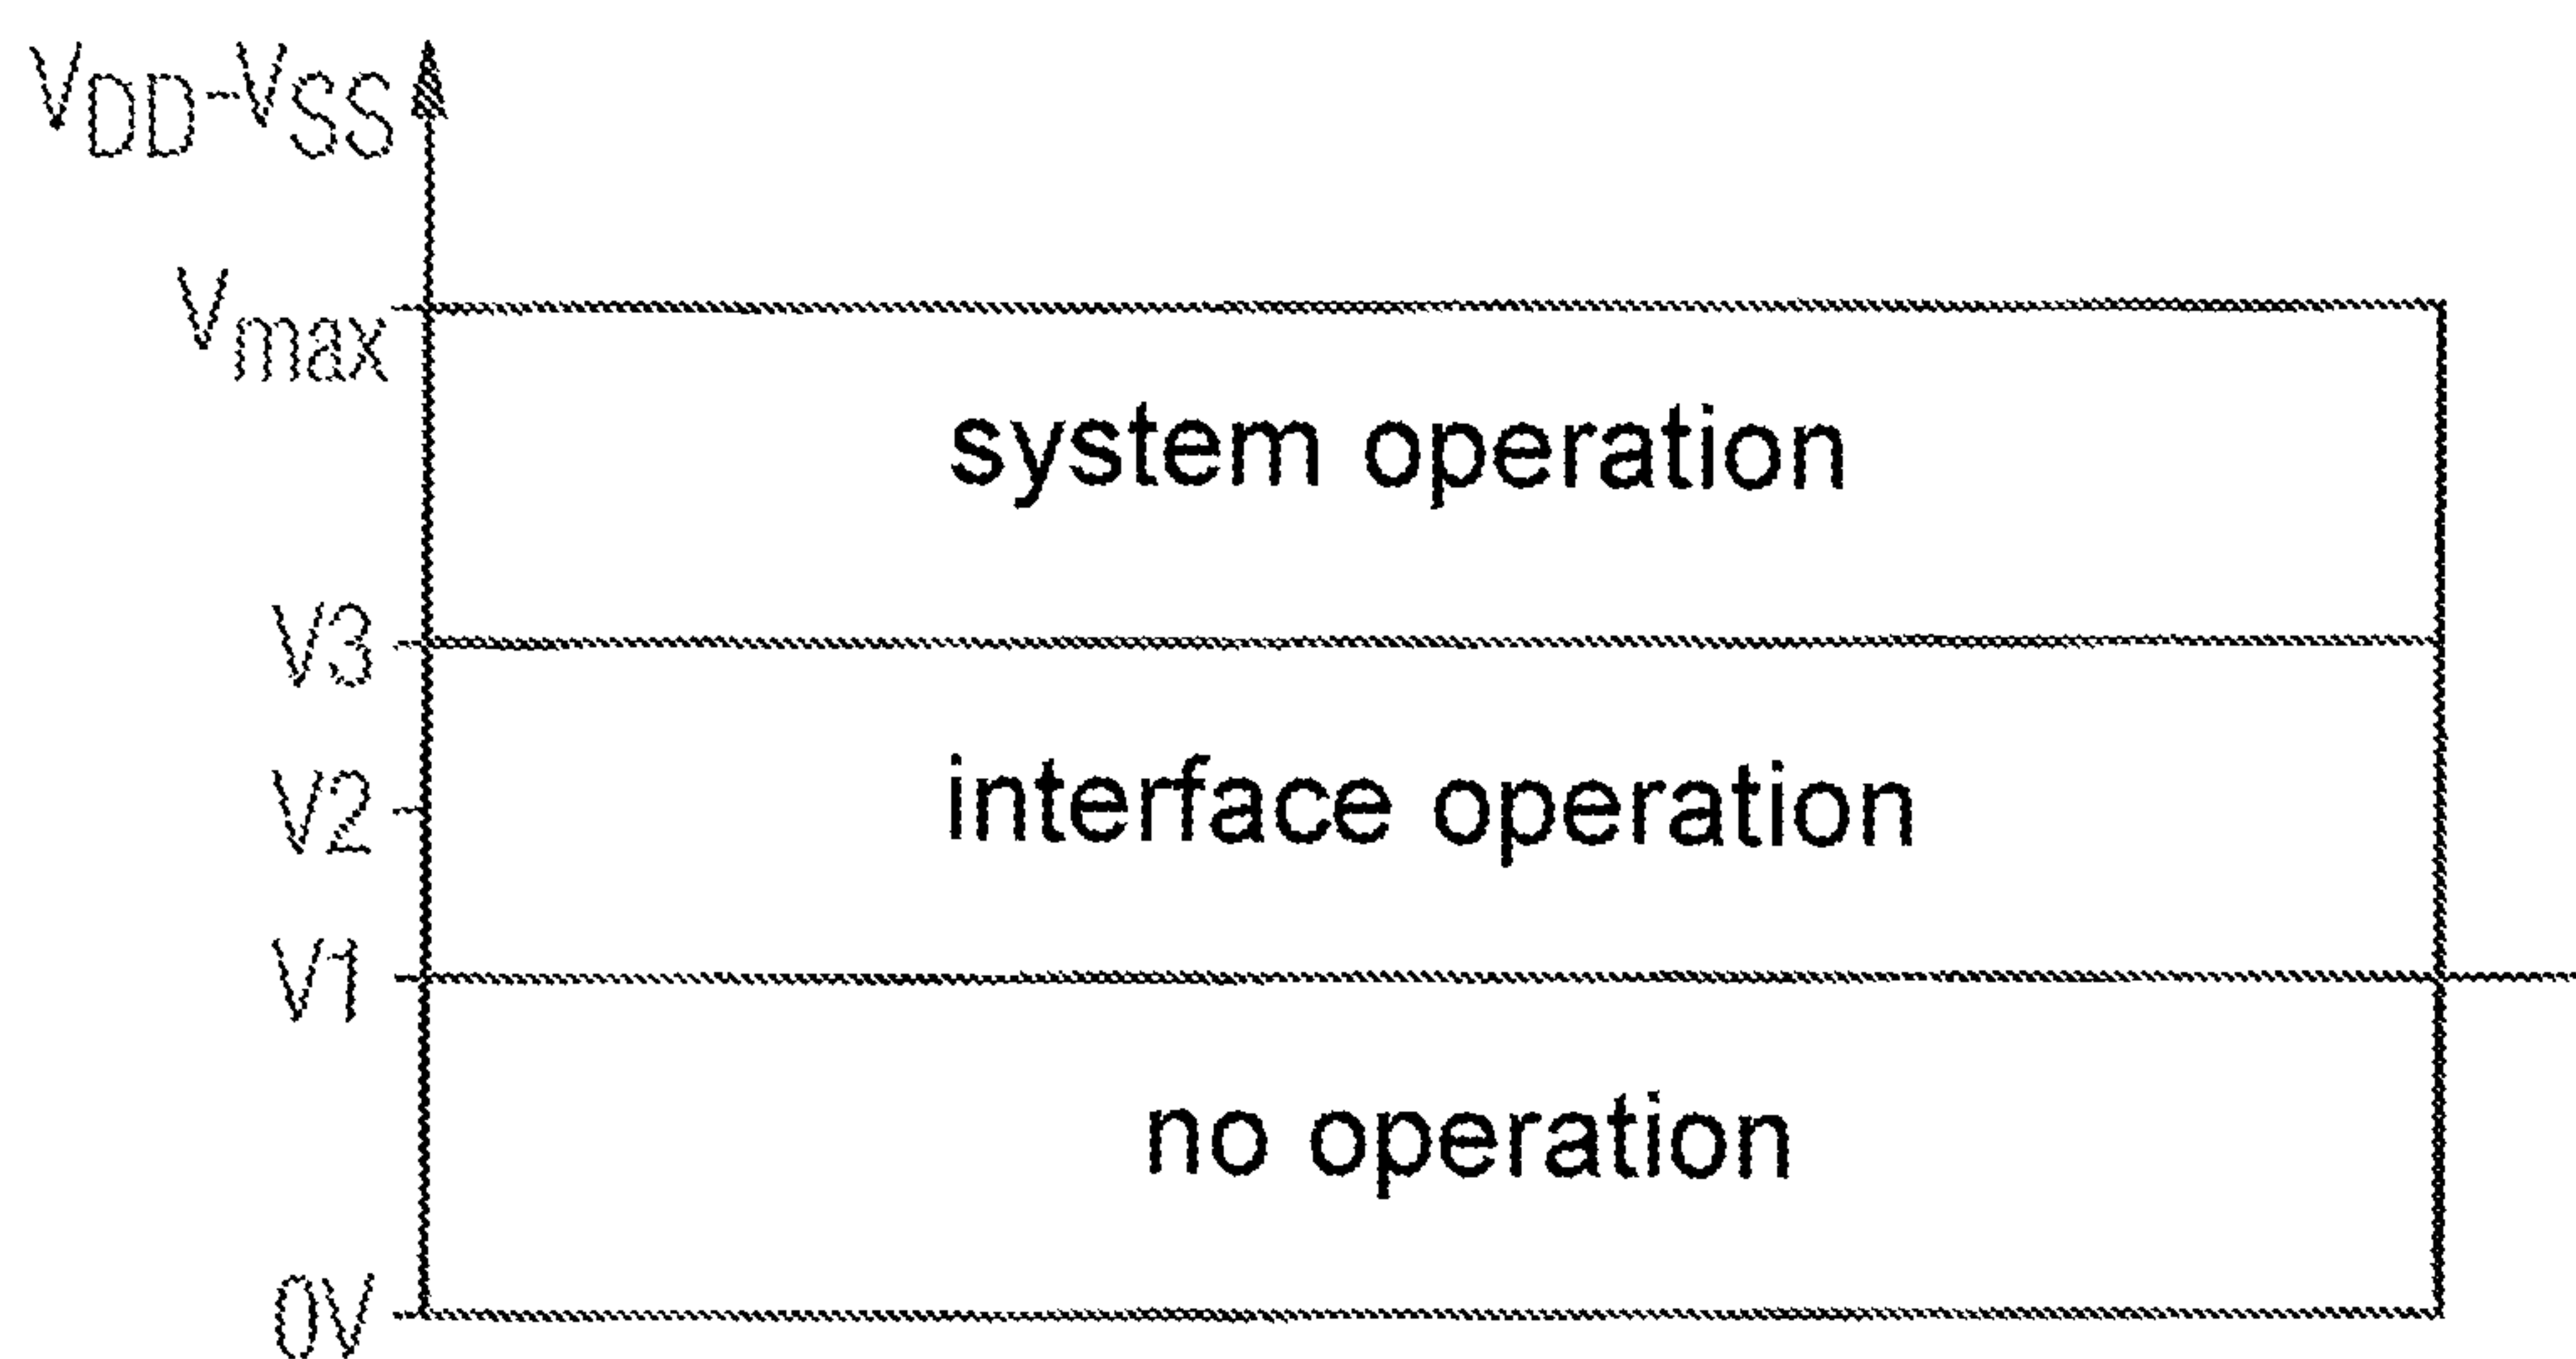 VDD-VSS
Vmax
system operation
V3
V2
interface operation
V1
no operation
0V